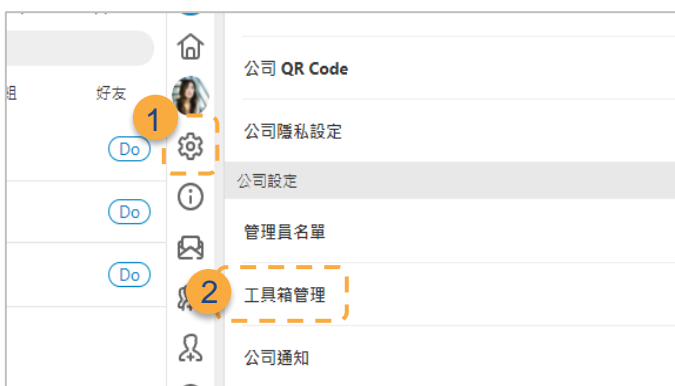 組
好友
1
Do
Do
Do
2
公司 QR Code
公司隱私設定
公司設定
管理員名單
工具箱管理
公司通知